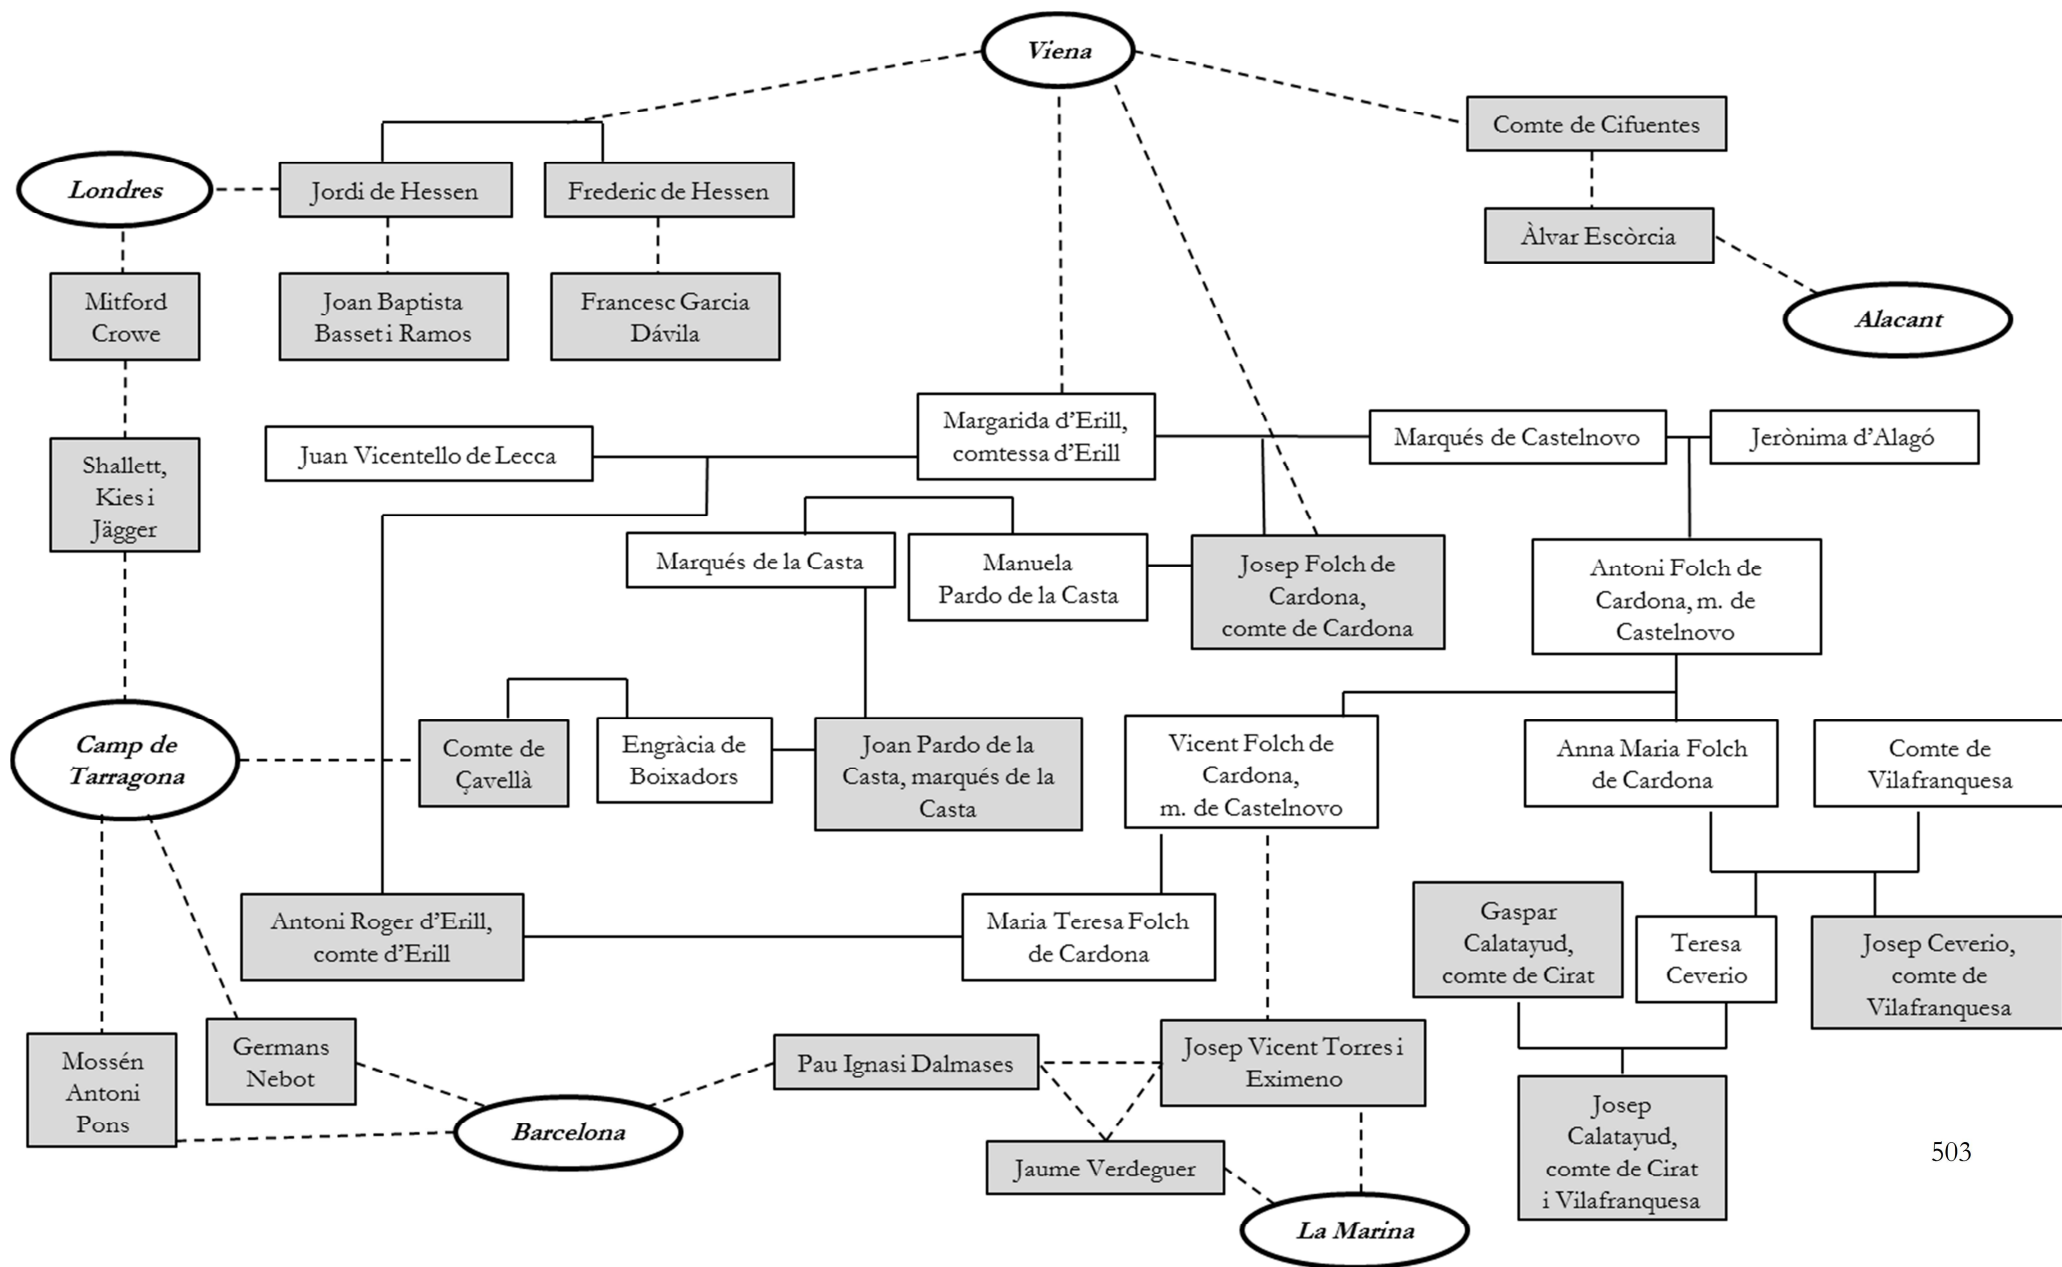 Viena
Comte de Cifuentes
Londres
Jordi de Hessen
Frederic de Hessen
Àlvar Escòrcia
Mitford
Crowe
Joan Baptista
Basset i Ramos
Francesc Garcia
Dávila
Alacant
Juan Vicentello de Lecca
Margarida d’Erill,
comtessa d’Erill
Marqués de Castelnovo
Jerònima d’Alagó
Shallett,
Kies i
Jägger
Marqués de la Casta
Manuela
Pardo de la Casta
Josep Folch de
Cardona,
comte de Cardona
Antoni Folch de
Cardona, m. de
Castelnovo
Camp de
Tarragona
Comte de
Çavellà
Engràcia de
Boixadors
Joan Pardo de la
Casta, marqués de la
Casta
Vicent Folch de
Cardona,
m. de Castelnovo
Anna Maria Folch
de Cardona
Comte de
Vilafranquesa
Antoni Roger d’Erill,
comte d’Erill
Maria Teresa Folch
de Cardona
Gaspar
Calatayud,
comte de Cirat
Teresa
Ceverio
Josep Ceverio,
comte de
Vilafranquesa
Mossén
Antoni
Pons
Germans
Nebot
Pau Ignasi Dalmases
Josep Vicent Torres i
Eximeno
Barcelona
Jaume Verdeguer
Josep
Calatayud,
comte de Cirat
i Vilafranquesa
La Marina
503